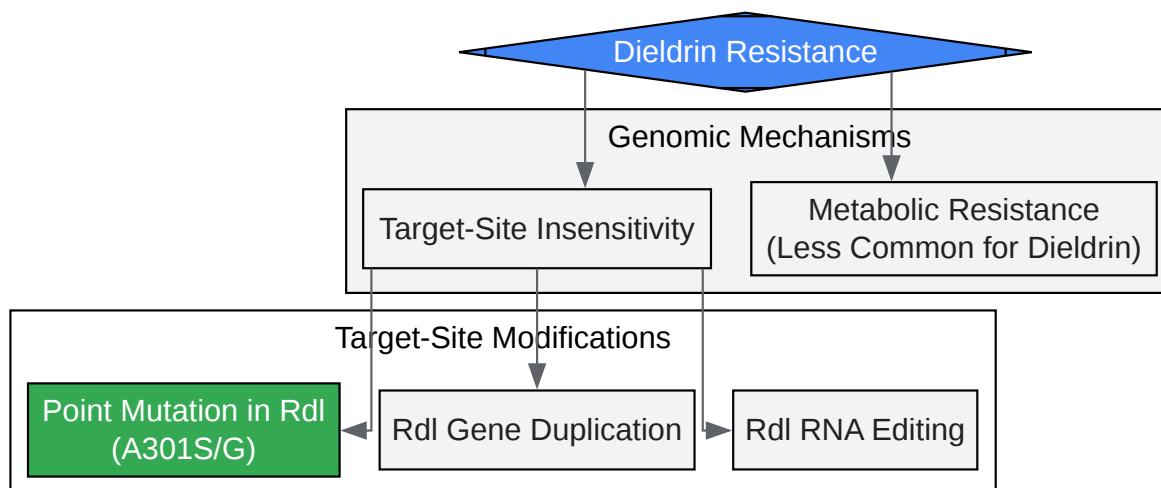 Dieldrin Resistance
Genomic Mechanisms
Target-Site Insensitivity
Metabolic Resistance
(Less Common for Dieldrin)
Target-Site Modifications
Point Mutation in Rdl
(A301S/G)
Rdl Gene Duplication
Rdl RNA Editing